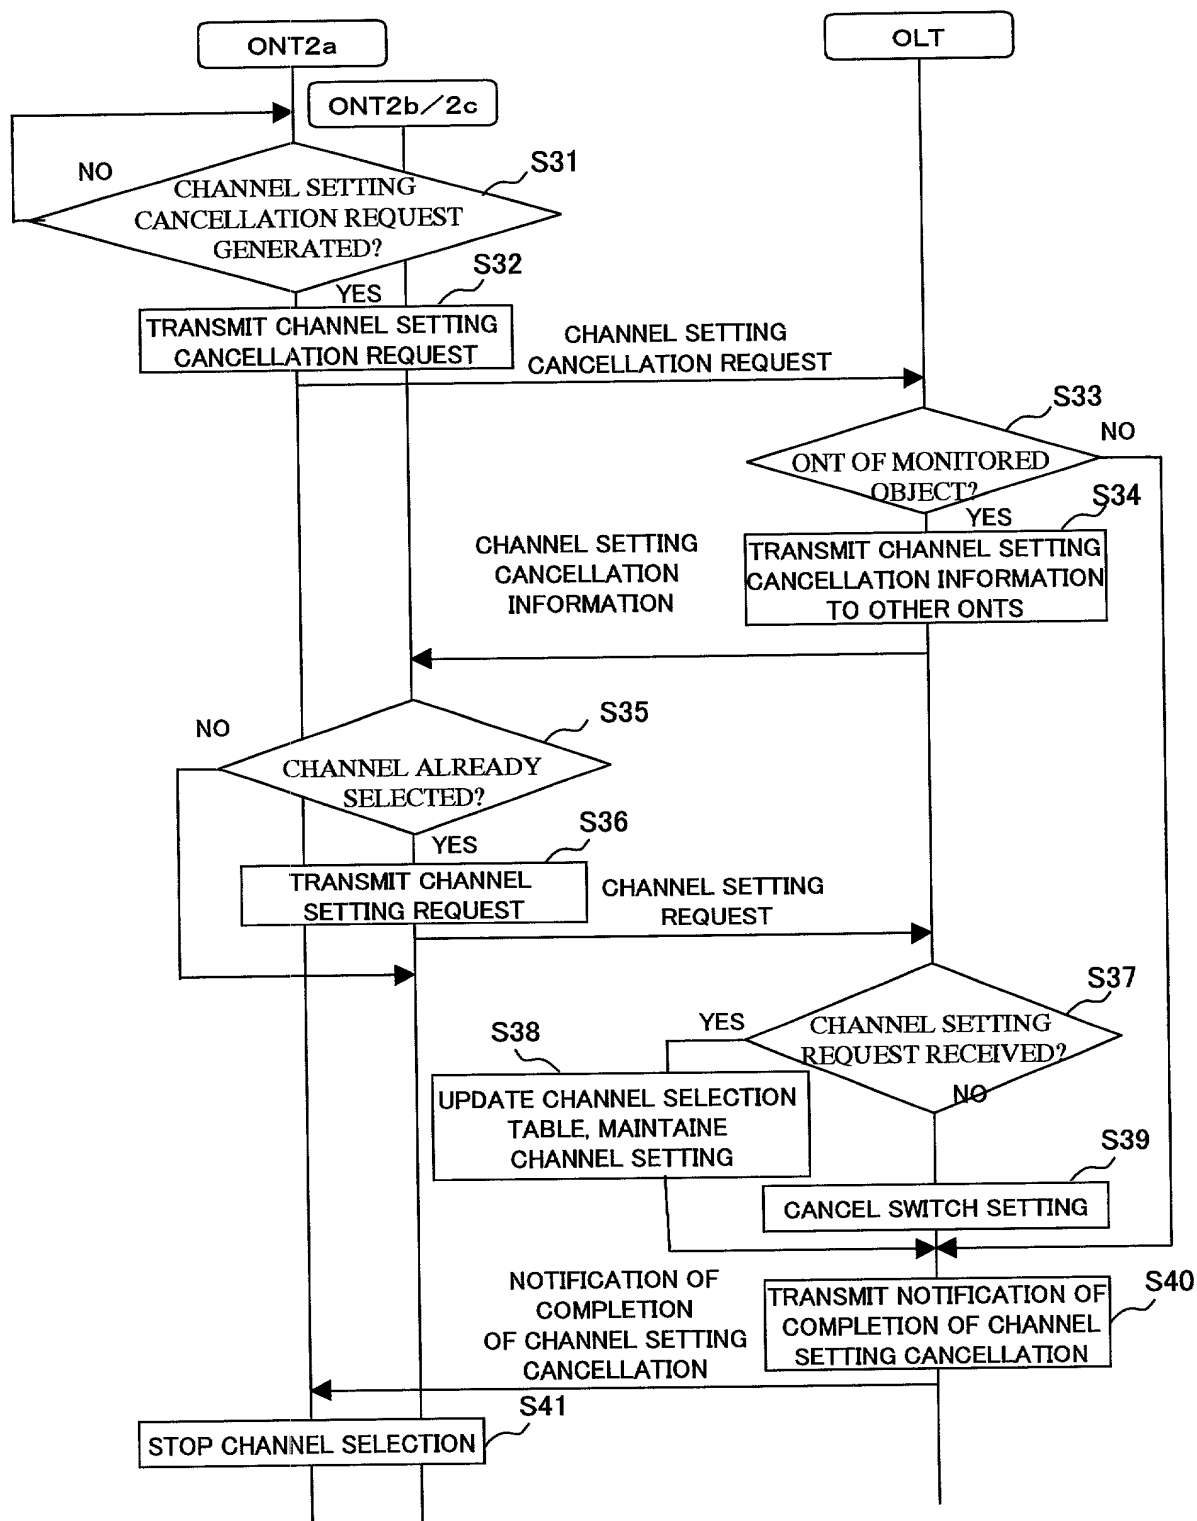 ONT2a
OLT
ONT2b/2c
NO
S31
CHANNEL SETTING
CANCELLATION REQUEST
GENERATED?
YES
S32
TRANSMIT CHANNEL SETTING
CANCELLATION REQUEST
CHANNEL SETTING
CANCELLATION REQUEST
S33
NO
ONT OF MONITORED
OBJECT?
YES
S34
TRANSMIT CHANNEL SETTING
CANCELLATION INFORMATION
TO OTHER ONTS
CHANNEL SETTING
CANCELLATION
INFORMATION
NO
S35
CHANNEL ALREADY
SELECTED?
YES
S36
TRANSMIT CHANNEL
SETTING REQUEST
CHANNEL SETTING
REQUEST
S37
YES
CHANNEL SETTING
REQUEST RECEIVED?
NO
S38
UPDATE CHANNEL SELECTION
TABLE, MAINTAINE
CHANNEL SETTING
S39
CANCEL SWITCH SETTING
NOTIFICATION OF
COMPLETION
OF CHANNEL SETTING
CANCELLATION
S40
TRANSMIT NOTIFICATION OF
COMPLETION OF CHANNEL
SETTING CANCELLATION
S41
STOP CHANNEL SELECTION